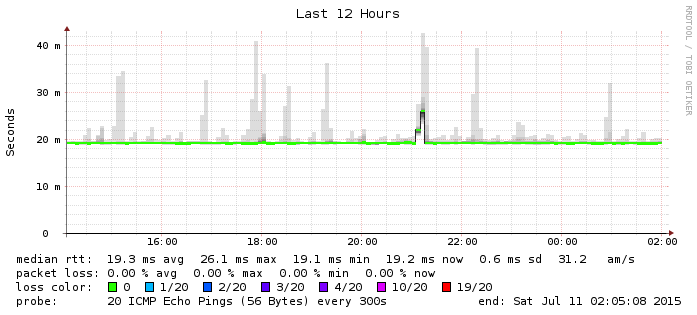 Last 12 Hours
RRDTOOL / TOBI OETIKER
Seconds
40 m
30 m
20 m
10 m
0
16:00 18:00 20:00 22:00 00:00 02:00
median rtt: 19.3 ms avg 26.1 ms max 19.1 ms min 19.2 ms now 0.6 ms sd 31.2 am/s
packet loss: 0.00 % avg 0.00 % max 0.00 % min 0.00 % now
loss color: 0 1/20 2/20 3/20 4/20 10/20 19/20
probe: 20 ICMP Echo Pings (56 Bytes) every 300s end: Sat Jul 11 02:05:08 2015